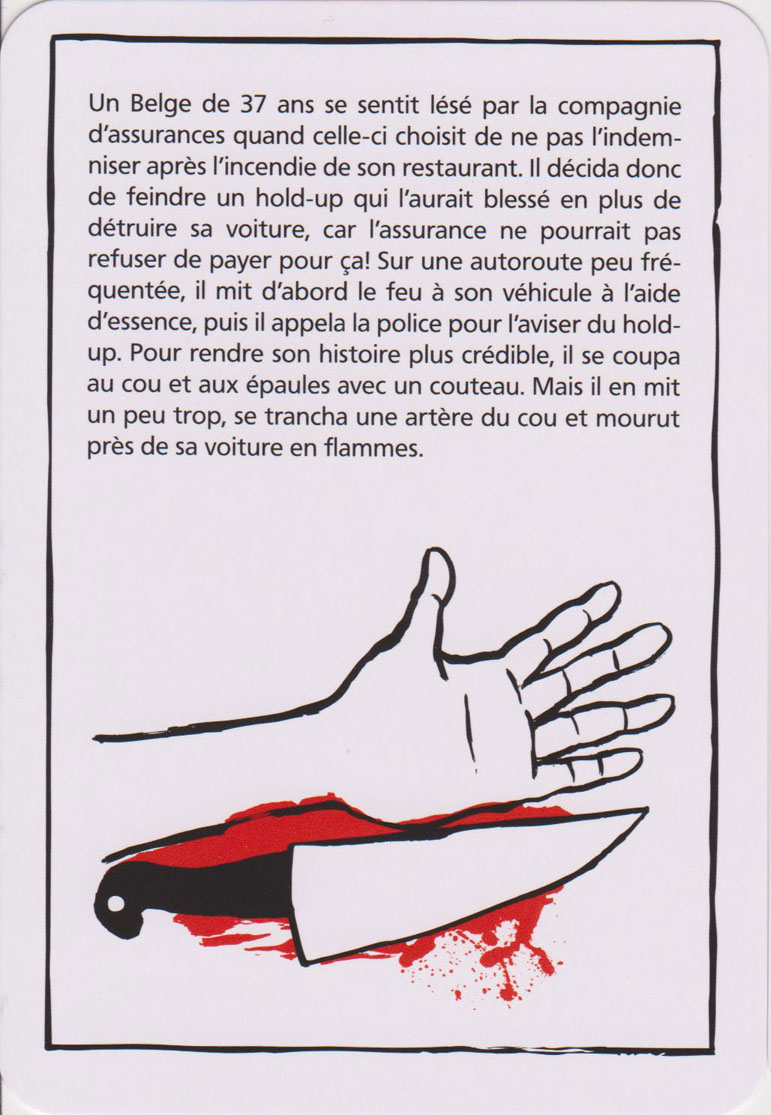 Un Belge de 37 ans se sentit lésé par la compagnie
d'assurances quand celle-ci choisit de ne pas l'indem-
niser après l'incendie de son restaurant. Il décida donc
de feindre un hold-up qui l'aurait blessé en plus de
détruire sa voiture, car l'assurance ne pourrait pas
refuser de payer pour ça! Sur une autoroute peu fré-
quentée, il mit d'abord le feu à son véhicule à l'aide
d'essence, puis il appela la police pour l'aviser du hold-
up. Pour rendre son histoire plus crédible, il se coupa
au cou et aux épaules avec un couteau. Mais il en mit
un peu trop, se trancha une artère du cou et mourut
près de sa voiture en flammes.